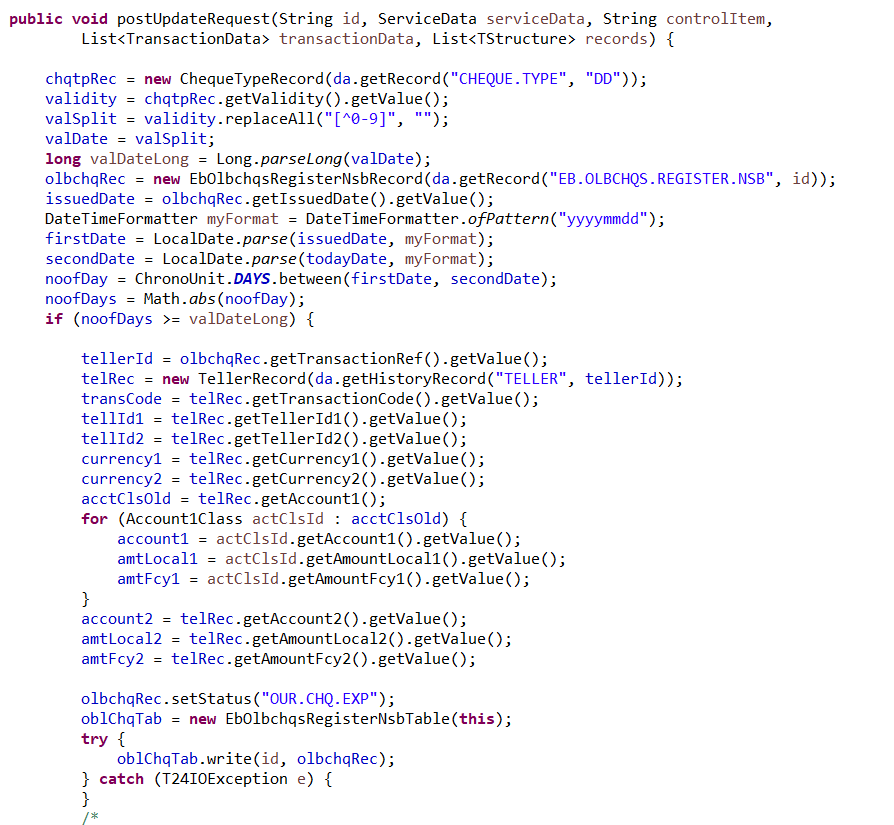 public void postUpdateRequest(String id, ServiceData serviceData, String controlItem,
        List<TransactionData> transactionData, List<TStructure> records) {

    chqtpRec = new ChequeTypeRecord(da.getRecord("CHEQUE.TYPE", "DD"));
    validity = chqtpRec.getValidity().getValue();
    valSplit = validity.replaceAll("[^0-9]", "");
    valDate = valSplit;
    long valDateLong = Long.parseLong(valDate);
    olbchqRec = new EbOlbchqsRegisterNsbRecord(da.getRecord("EB.OLBCHQS.REGISTER.NSB", id));
    issuedDate = olbchqRec.getIssuedDate().getValue();
    DateTimeFormatter myFormat = DateTimeFormatter.ofPattern("yyyymmdd");
    firstDate = LocalDate.parse(issuedDate, myFormat);
    secondDate = LocalDate.parse(todayDate, myFormat);
    noofDay = ChronoUnit.DAYS.between(firstDate, secondDate);
    noofDays = Math.abs(noofDay);
    if (noofDays >= valDateLong) {

        tellerId = olbchqRec.getTransactionRef().getValue();
        telRec = new TellerRecord(da.getHistoryRecord("TELLER", tellerId));
        transCode = telRec.getTransactionCode().getValue();
        tellId1 = telRec.getTellerId1().getValue();
        tellId2 = telRec.getTellerId2().getValue();
        currency1 = telRec.getCurrency1().getValue();
        currency2 = telRec.getCurrency2().getValue();
        acctClsOld = telRec.getAccount1();
        for (Account1Class actClsId : acctClsOld) {
            account1 = actClsId.getAccount1().getValue();
            amtLocal1 = actClsId.getAmountLocal1().getValue();
            amtFcy1 = actClsId.getAmountFcy1().getValue();
        }
        account2 = telRec.getAccount2().getValue();
        amtLocal2 = telRec.getAmountLocal2().getValue();
        amtFcy2 = telRec.getAmountFcy2().getValue();

        olbchqRec.setStatus("OUR.CHQ.EXP");
        oblChqTab = new EbOlbchqsRegisterNsbTable(this);
        try {
            oblChqTab.write(id, olbchqRec);
        } catch (T24IOException e) {
        }
        /*